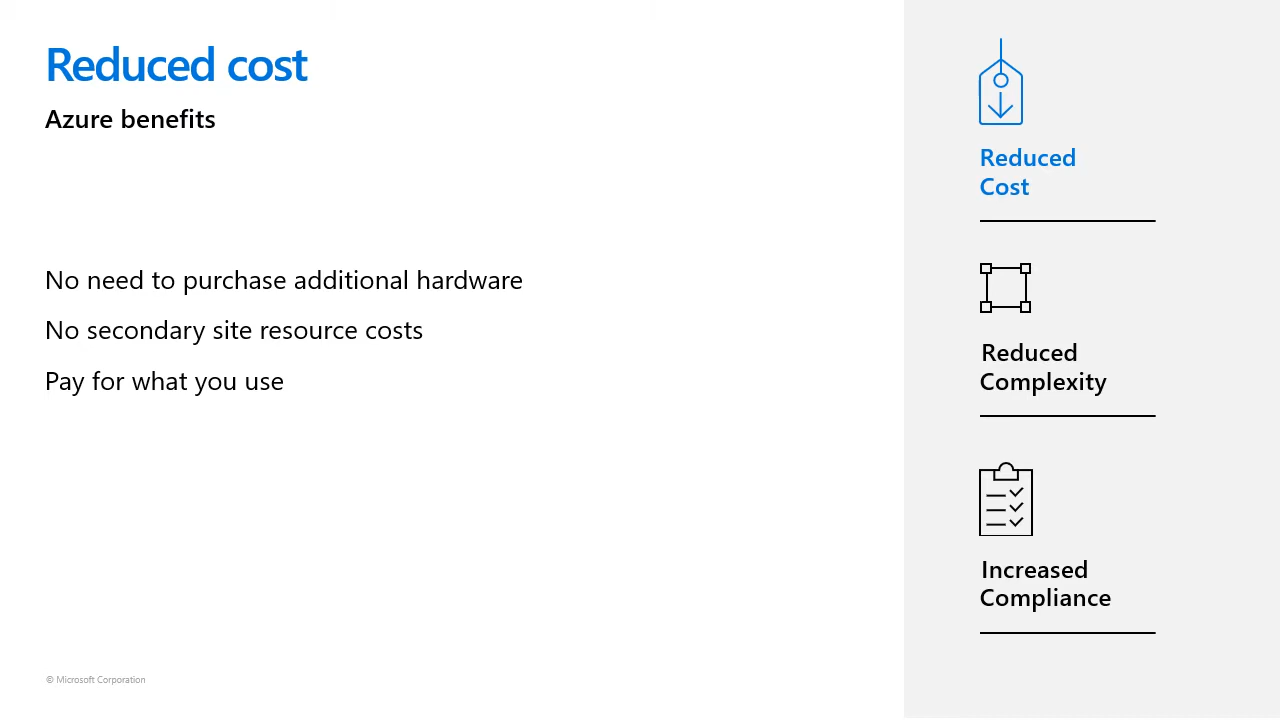 Reduced cost
Azure benefits
No need to purchase additional hardware
No secondary site resource costs
Pay for what you use
© Microsoft Corporation
Reduced
Cost
Reduced
Complexity
Increased
Compliance